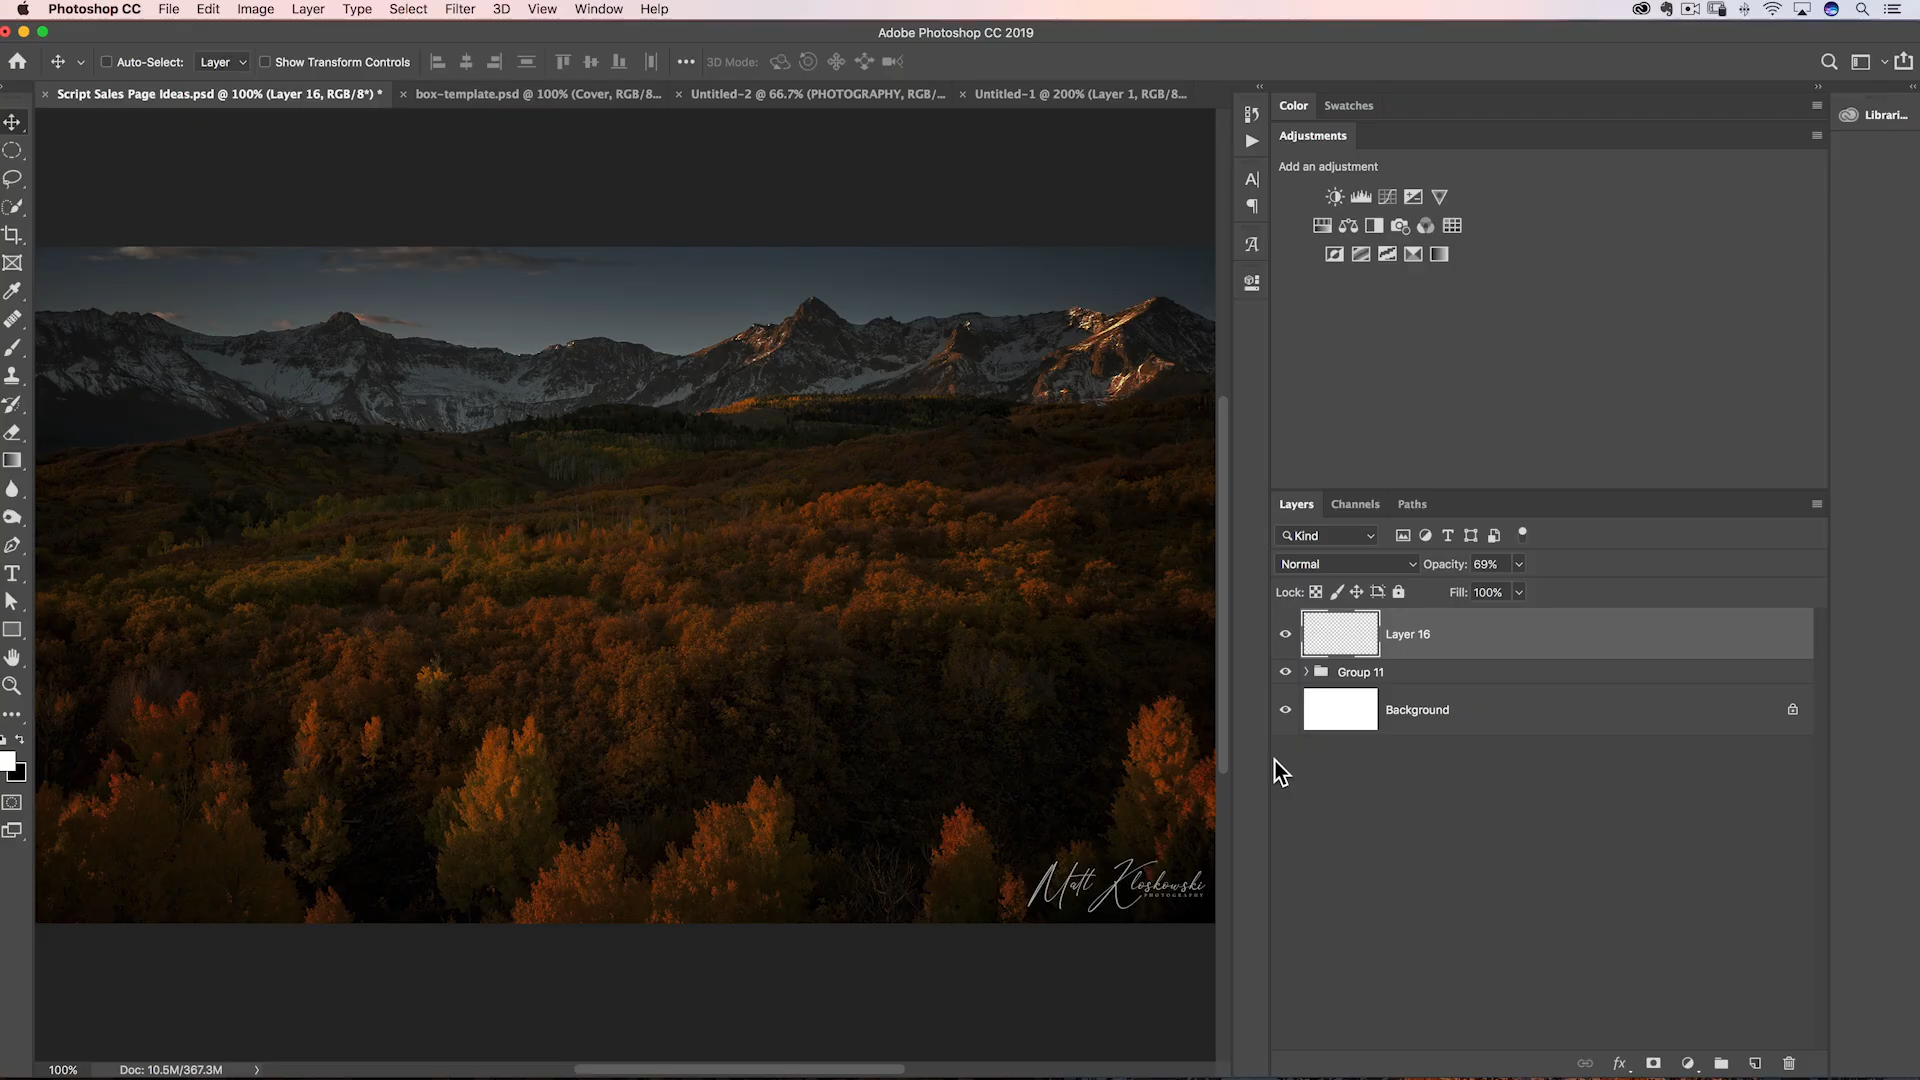 Photoshop CC File Edit Image Layer Type Select Filter 3D View Window Help
Adobe Photoshop CC 2019
Auto-Select: Layer Show Transform Controls 3D Mode:
Script Sales Page Ideas.psd @ 100% (Layer 16, RGB/8*) *
box-template.psd @ 100% (Cover, RGB/8...
Untitled-2 @ 66.7% (PHOTOGRAPHY, RGB/...
Untitled-1 @ 200% (Layer 1, RGB/8...
Color Swatches
Librari...
Adjustments
Add an adjustment
Layers Channels Paths
Kind
Normal Opacity: 69%
Lock: Fill: 100%
Layer 16
Group 11
Background
Matt Kloskowski
PHOTOGRAPHY
100% Doc: 10.5M/367.3M